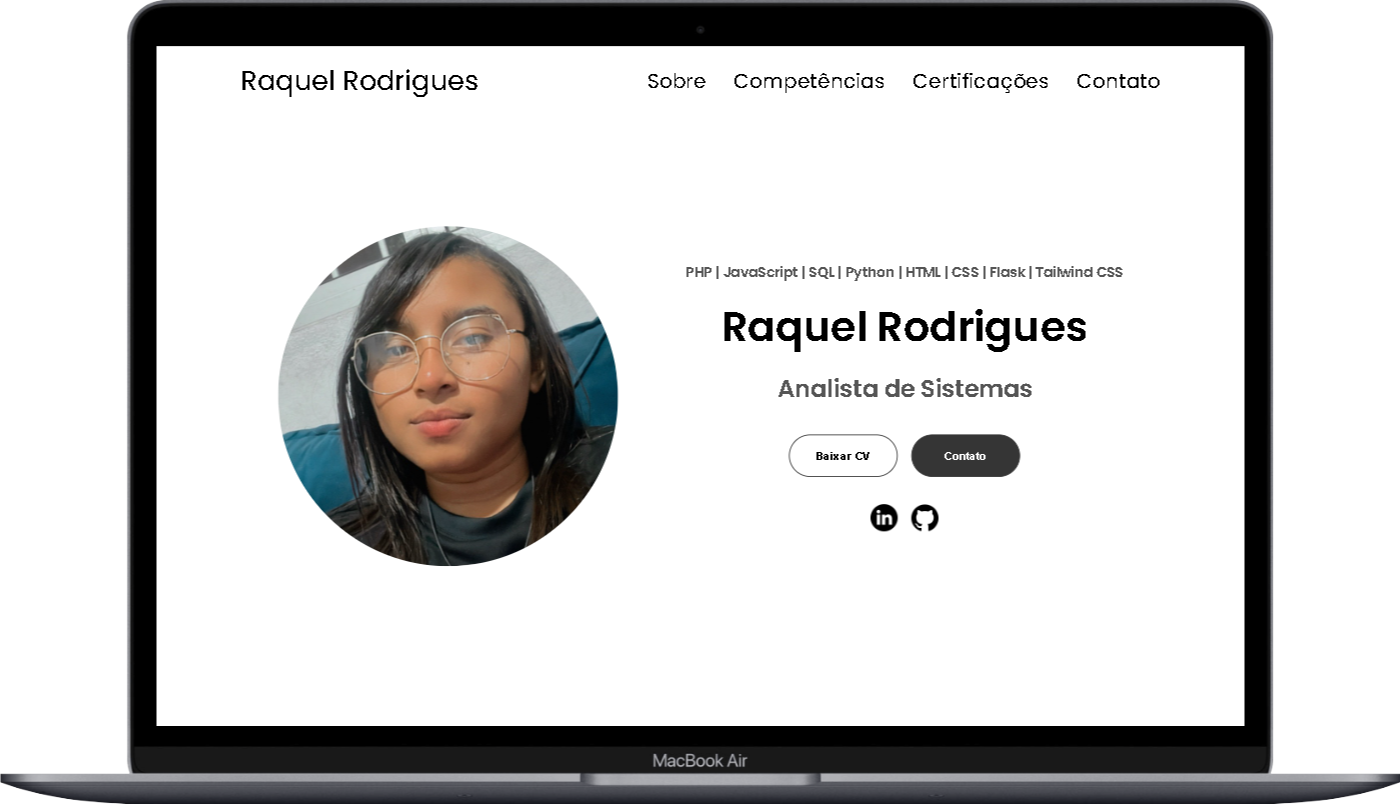 Raquel Rodrigues
Sobre Competências Certificações Contato
PHP | JavaScript | SQL | Python | HTML | CSS | Flask | Tailwind CSS
Raquel Rodrigues
Analista de Sistemas
Baixar CV Contato
in
MacBook Air